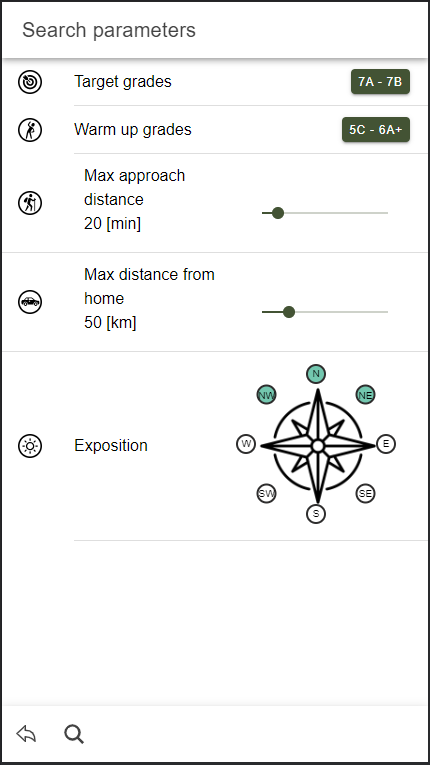 Search parameters
Target grades
7A - 7B
Warm up grades
5C - 6A+
Max approach
distance
20 [min]
Max distance from
home
50 [km]
N
NW
NE
Exposition
W
E
SW
SE
S